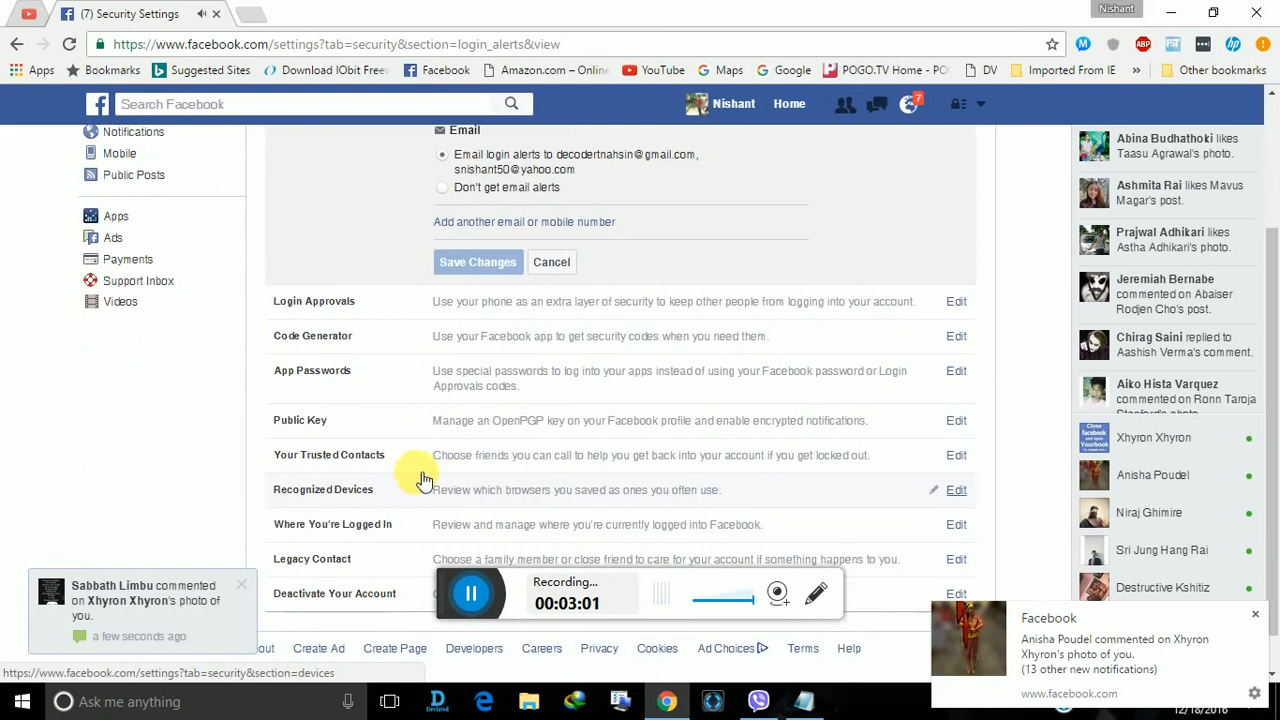 (7) Security Settings
Nishant
https://www.facebook.com/settings?tab=security&section=login_alerts&view
Apps
Bookmarks
Suggested Sites
Download IObit Free
Facebook
Amazon.com – Online
YouTube
Maps
Google
POGO.TV Home - PO
DV
Imported From IE
»
Other bookmarks
Search Facebook
Nishant
Home
7
Notifications
Mobile
Public Posts
Apps
Ads
Payments
Support Inbox
Videos
Email
Email login alerts to decodertnahsin@gmail.com,
snishant50@yahoo.com
Don't get email alerts
Add another email or mobile number
Save Changes
Cancel
Login Approvals
Use your phone as an extra layer of security to keep other people from logging into your account.
Edit
Code Generator
Use your Facebook app to get security codes when you need them.
Edit
App Passwords
Use special passwords to log into your apps instead of using your Facebook password or Login
Approvals codes.
Edit
Public Key
Manage an OpenPGP key on your Facebook profile and enable encrypted notifications.
Edit
Your Trusted Contacts
Choose friends you can call to help you get back into your account if you get locked out.
Edit
Recognized Devices
Review which browsers you saved as ones you often use.
Edit
Where You're Logged In
Review and manage where you're currently logged into Facebook.
Edit
Legacy Contact
Choose a family member or close friend to care for your account if something happens to you.
Edit
Deactivate Your Account
Edit
Recording...
00:03:01
Abina Budhathoki likes
Taasu Agrawal's photo.
Ashmita Rai likes Mavus
Magar's post.
Prajwal Adhikari likes
Astha Adhikari's photo.
Jeremiah Bernabe
commented on Abaiser
Rodjen Cho's post.
Chirag Saini replied to
Aashish Verma's comment.
Aiko Hista Varquez
commented on Ronn Taroja
Close
facebook
and open
Yourbook
Xhyron Xhyron
Anisha Poudel
Niraj Ghimire
Sri Jung Hang Rai
Destructive Kshitiz
Sabbath Limbu commented
on Xhyron Xhyron's photo of
you.
a few seconds ago
Facebook
Anisha Poudel commented on Xhyron
Xhyron's photo of you.
(13 other new notifications)
www.facebook.com
out
Create Ad
Create Page
Developers
Careers
Privacy
Cookies
Ad Choices
Terms
Help
https://www.facebook.com/settings?tab=security&section=devices
Ask me anything
12/18/2016